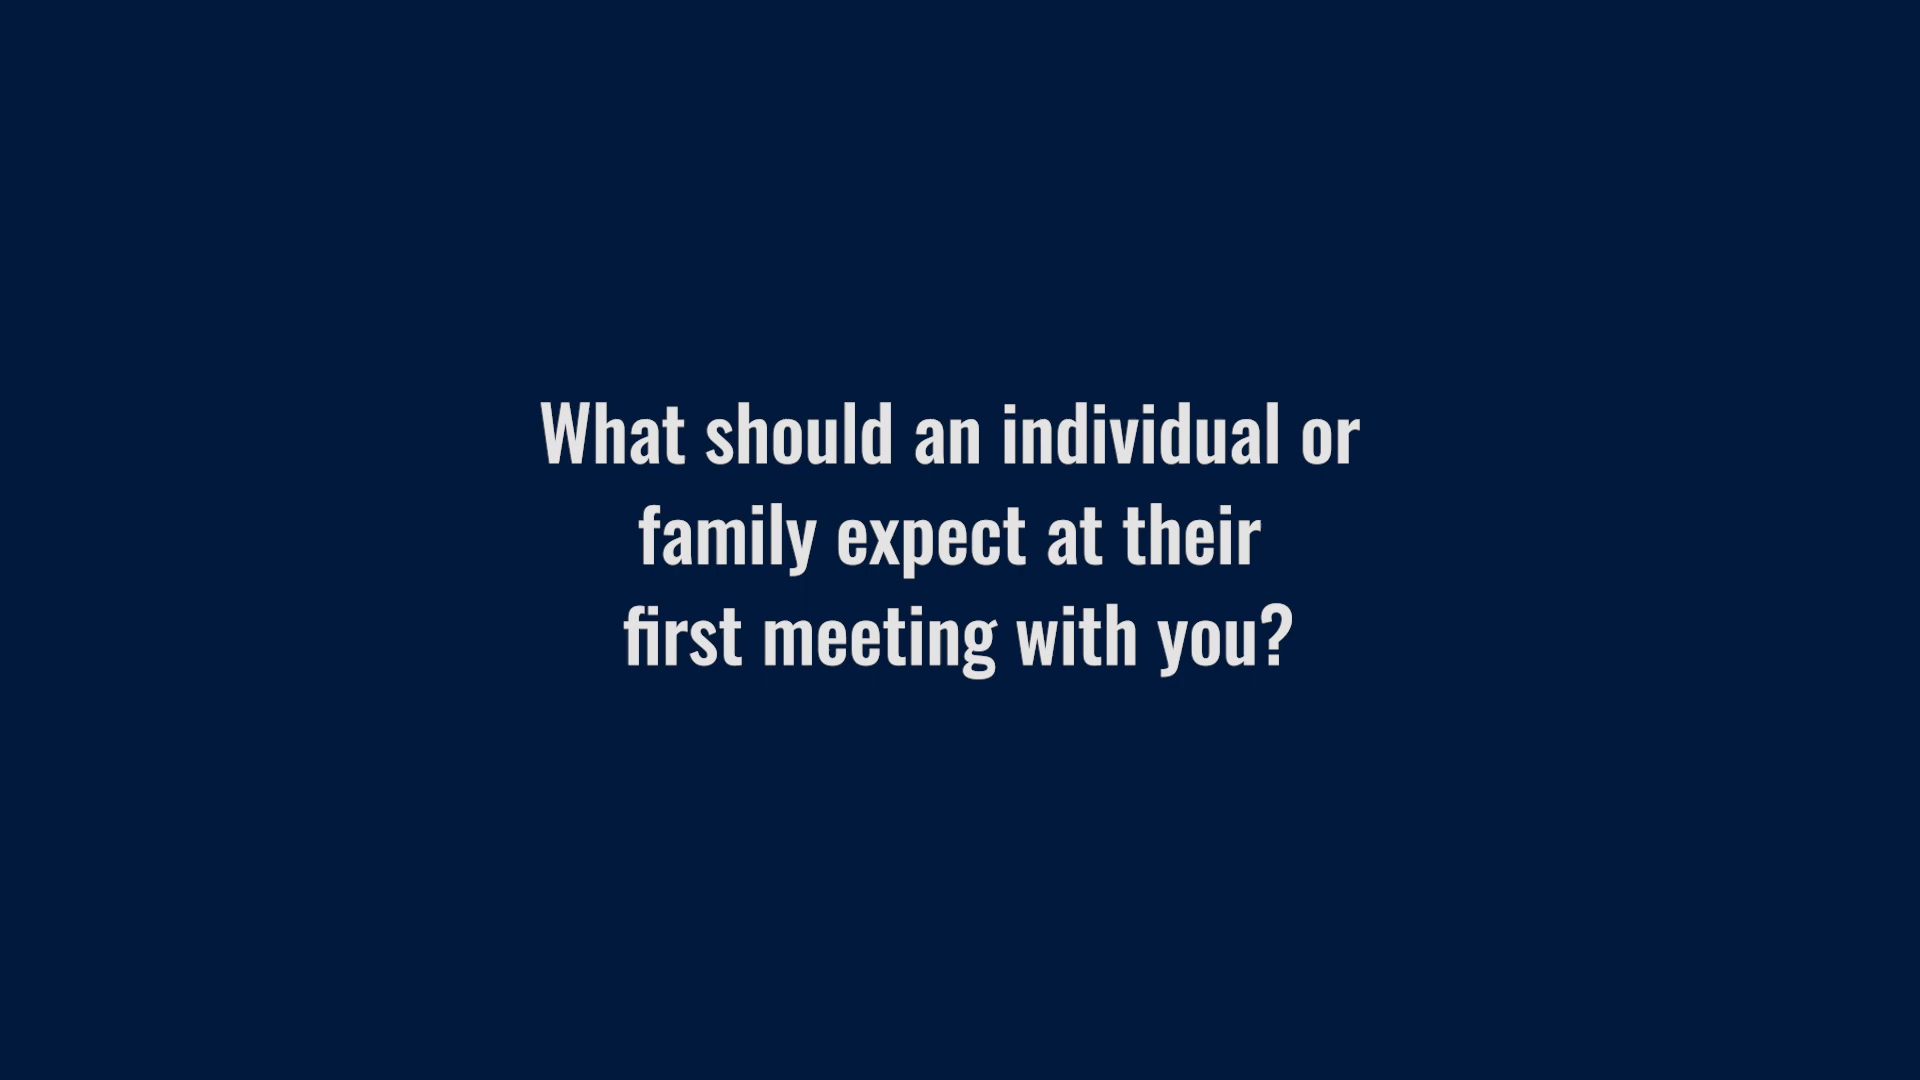 What should an individual or
family expect at their
first meeting with you?